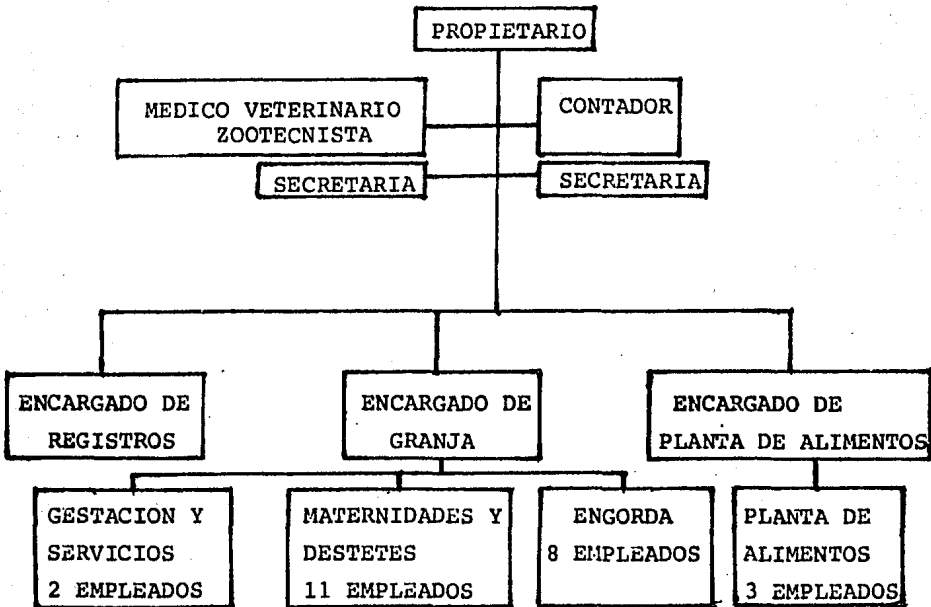 PROPIETARIO
MEDICO VETERINARIO
ZOOTECNISTA
CONTADOR
SECRETARIA
SECRETARIA
ENCARGADO DE
REGISTROS
ENCARGADO DE
GRANJA
ENCARGADO DE
PLANTA DE ALIMENTOS
GESTACION Y
SERVICIOS
2 EMPLEADOS
MATERNIDADES Y
DESTETES
11 EMPLEADOS
ENGORDA
8 EMPLEADOS
PLANTA DE
ALIMENTOS
3 EMPLEADOS